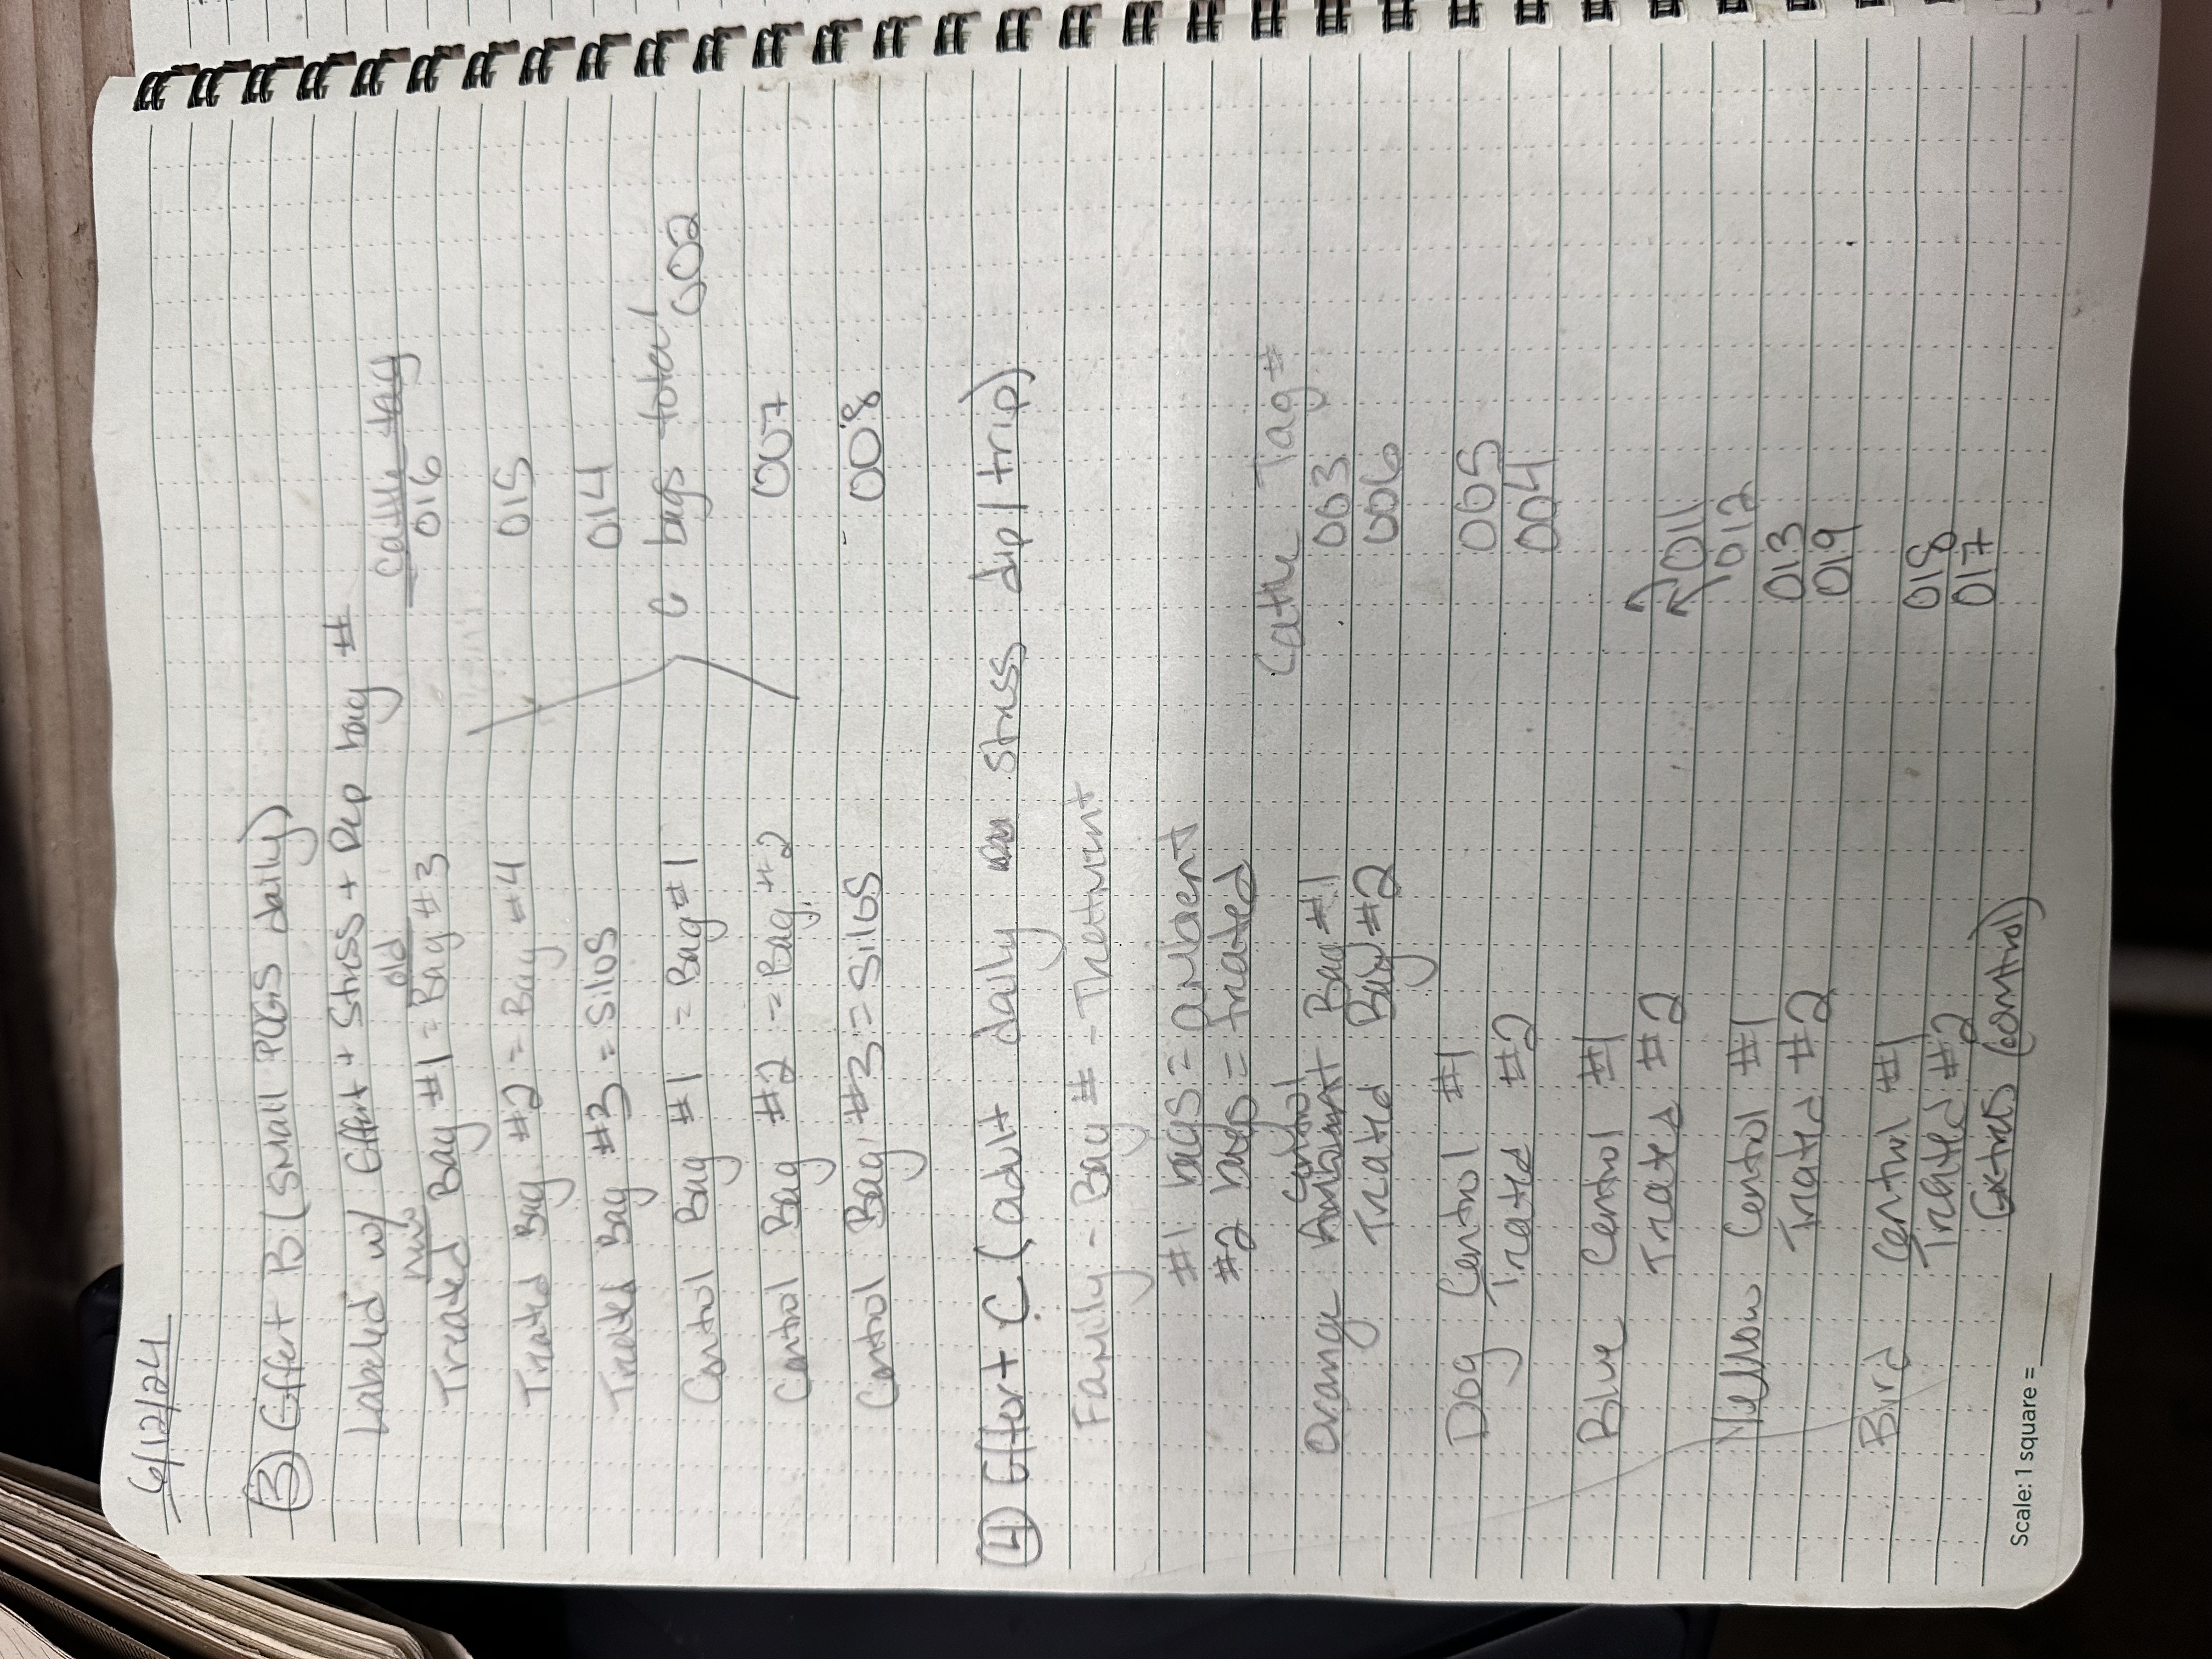 6/12/24
③ Effort B (Small POGS daily)
Labeled w/ Effort + Stress + Rep bag #
new old cattle tag
Treated Bag #1 = Bag #3 016
Treated Bag #2 = Bag #4 015
Treated Bag #3 = Silos 014
6 bags total
Control Bag #1 = Bag #1 002
Control Bag #2 = Bag #2 007
Control Bag #3 = Silos 008
④ Effort C (adult daily stress dip/trip)
Family - Bag # - Treatment
#1 bags = ambient
#2 bags = treated
Cattle Tag #
Control
Orange Ambient Bag #1 003
Treated Bag #2 006
Dog Control #1 005
Treated #2 004
Blue Control #1
Treated #2 011
012
Yellow Control #1 013
Treated #2 019
Bird Control #1 018
Treated #2 017
Extras (control)
Scale: 1 square =